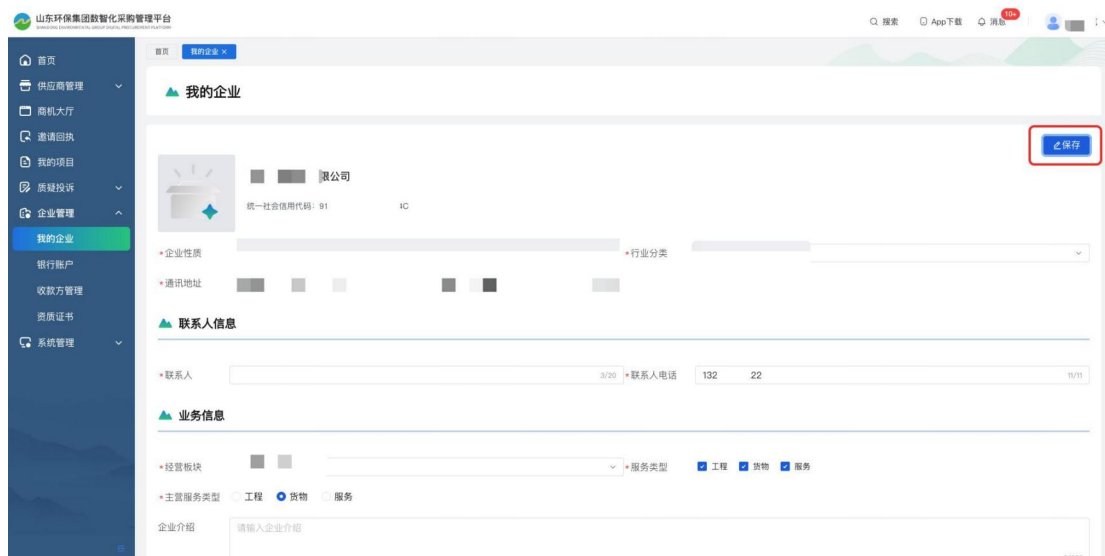 山东环保集团数智化采购管理平台
SHANDONG ENVIRONMENTAL GROUP DIGITAL PROCUREMENT PLATFORM
搜索 App下载 消息 10+
首页 我的企业 ×
首页
供应商管理
商机大厅
邀请回执
我的项目
质疑投诉
企业管理
我的企业
银行账户
收款方管理
资质证书
系统管理
我的企业
保存
限公司
统一社会信用代码: 91 4C
*企业性质 *行业分类
*通讯地址
联系人信息
*联系人 3/20 *联系人电话 132 22 11/11
业务信息
*经营板块 *服务类型 工程 货物 服务
*主营服务类型 工程 货物 服务
企业介绍 请输入企业介绍